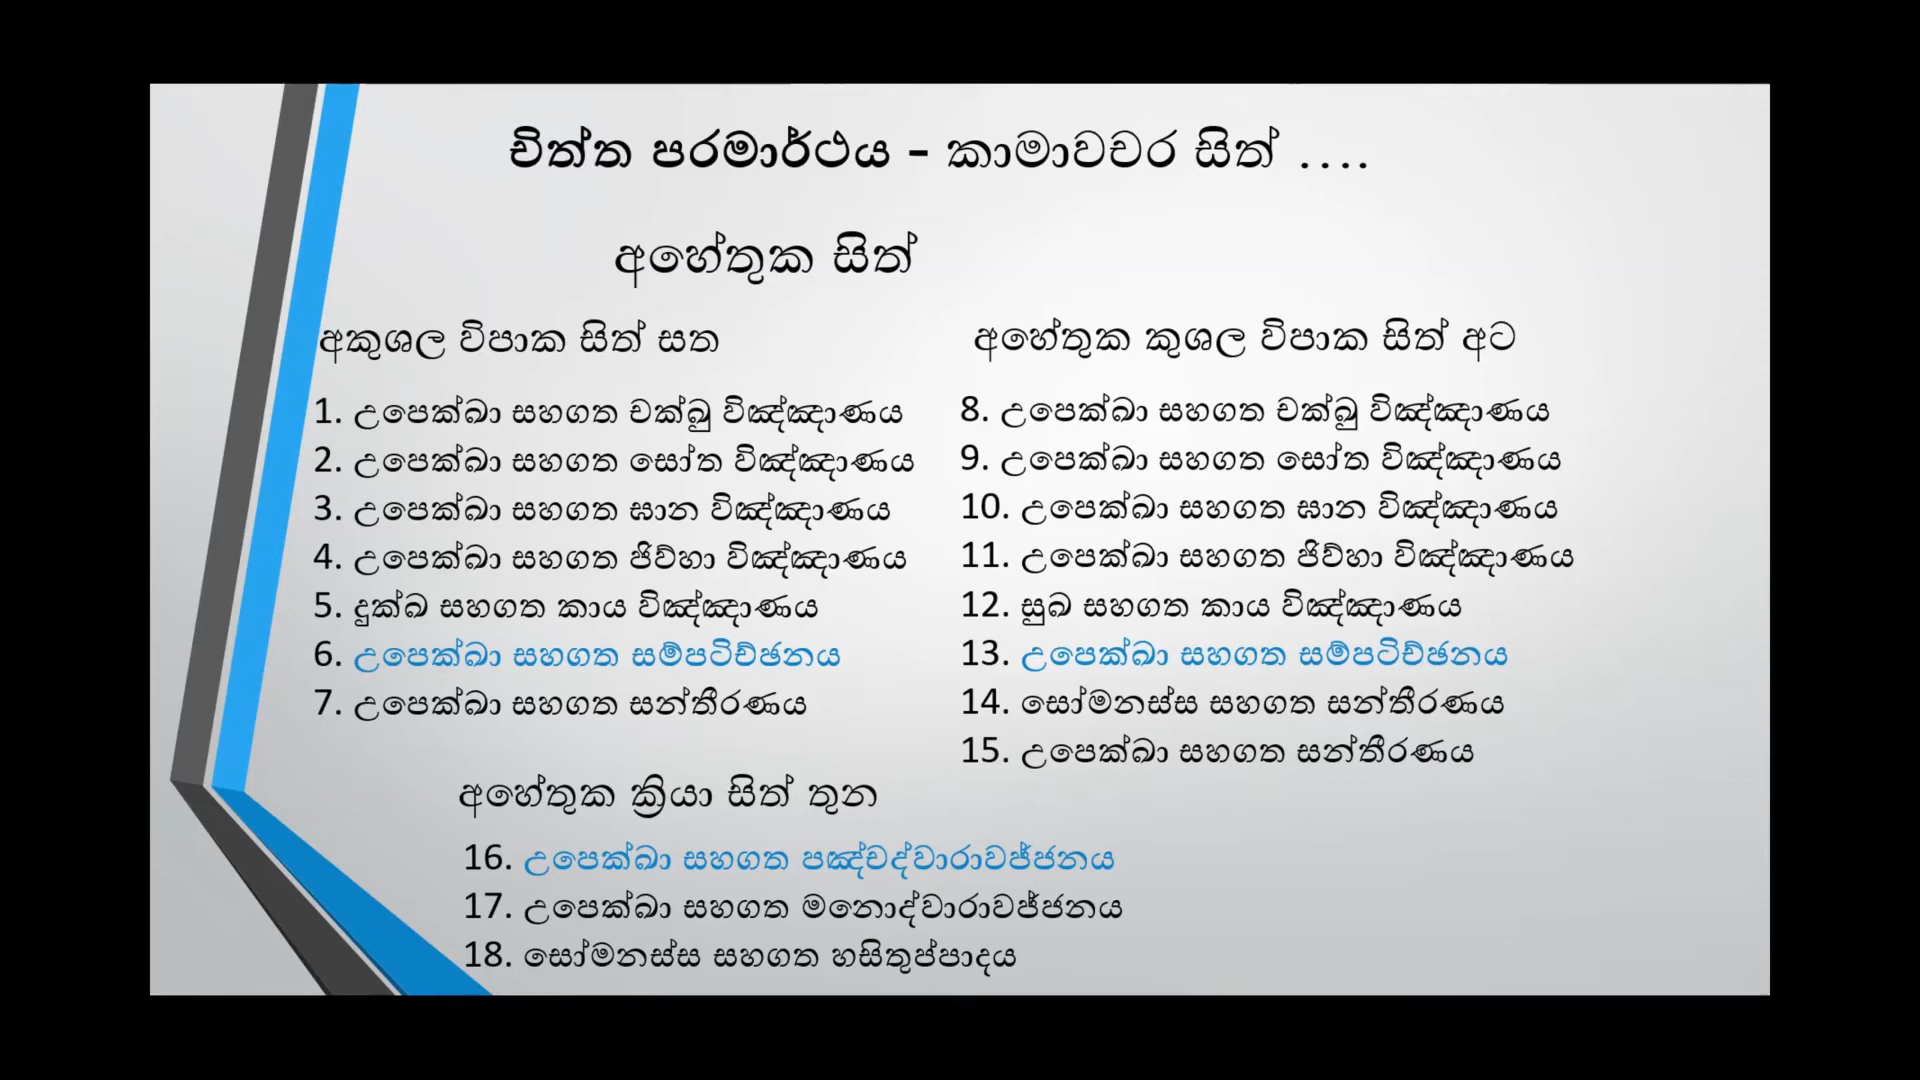 චිත්ත පරමාර්ථය - කාමාවචර සිත් ....
අහේතුක සිත්
අකුශල විපාක සිත් සත
1. උපෙක්ඛා සහගත චක්ඛු විඤ්ඤාණය
2. උපෙක්ඛා සහගත සෝත විඤ්ඤාණය
3. උපෙක්ඛා සහගත ඝාන විඤ්ඤාණය
4. උපෙක්ඛා සහගත ජිව්හා විඤ්ඤාණය
5. දුක්ඛ සහගත කාය විඤ්ඤාණය
6. උපෙක්ඛා සහගත සම්පටිච්ඡනය
7. උපෙක්ඛා සහගත සන්තීරණය
අහේතුක කුශල විපාක සිත් අට
8. උපෙක්ඛා සහගත චක්ඛු විඤ්ඤාණය
9. උපෙක්ඛා සහගත සෝත විඤ්ඤාණය
10. උපෙක්ඛා සහගත ඝාන විඤ්ඤාණය
11. උපෙක්ඛා සහගත ජිව්හා විඤ්ඤාණය
12. සුඛ සහගත කාය විඤ්ඤාණය
13. උපෙක්ඛා සහගත සම්පටිච්ඡනය
14. සෝමනස්ස සහගත සන්තීරණය
15. උපෙක්ඛා සහගත සන්තීරණය
අහේතුක ක්‍රියා සිත් තුන
16. උපෙක්ඛා සහගත පඤ්චද්වාරාවජ්ජනය
17. උපෙක්ඛා සහගත මනොද්වාරාවජ්ජනය
18. සෝමනස්ස සහගත හසිතුප්පාදය